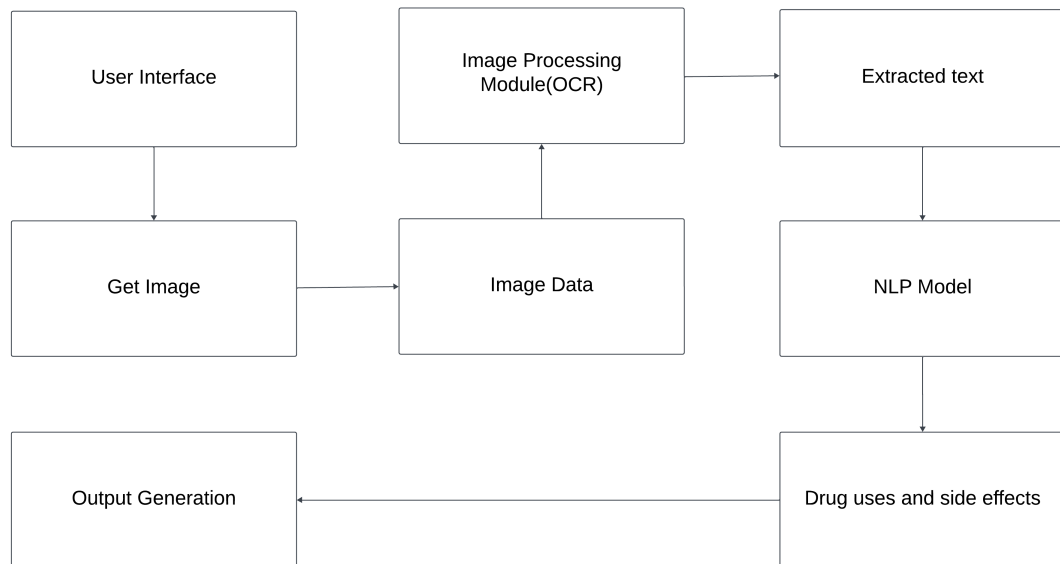 User Interface
Image Processing
Module(OCR)
Extracted text
Get Image
Image Data
NLP Model
Output Generation
Drug uses and side effects